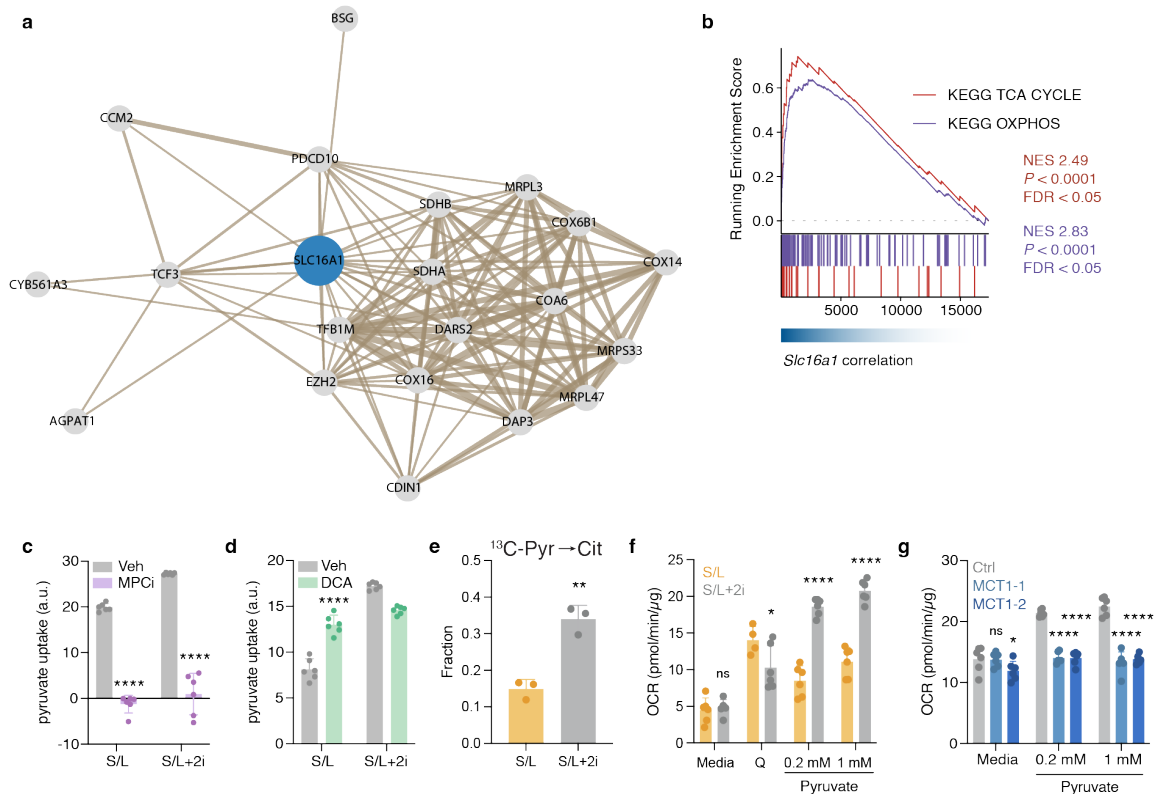 a
BSG
CCM2
PDCD10
MRPL3
SDHB
COX6B1
SLC16A1
COX14
TCF3
SDHA
CYB561A3
COA6
TFB1M
DARS2
MRPS33
EZH2
COX16
MRPL47
AGPAT1
DAP3
CDIN1
b
Running Enrichment Score
0.6
0.4
0.2
0.0
KEGG TCA CYCLE
KEGG OXPHOS
NES 2.49
P < 0.0001
FDR < 0.05
NES 2.83
P < 0.0001
FDR < 0.05
5000 10000 15000
Slc16a1 correlation
c
pyruvate uptake (a.u.)
30
20
10
0
-10
Veh
MPCi
****
****
S/L S/L+2i
d
pyruvate uptake (a.u.)
20
15
10
5
0
Veh
DCA
****
S/L S/L+2i
e
13C-Pyr→Cit
Fraction
0.5
0.4
0.3
0.2
0.1
0.0
**
S/L S/L+2i
f
OCR (pmol/min/µg)
25
20
15
10
5
0
S/L
S/L+2i
ns
*
****
****
Media Q 0.2 mM 1 mM
Pyruvate
g
OCR (pmol/min/µg)
30
20
10
0
Ctrl
MCT1-1
MCT1-2
ns
*
****
****
****
****
Media 0.2 mM 1 mM
Pyruvate